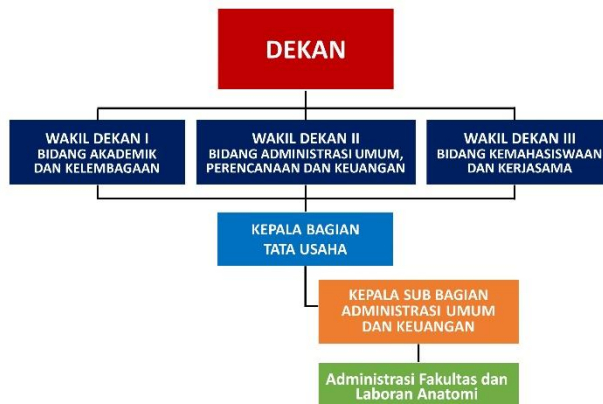 DEKAN
WAKIL DEKAN I
BIDANG AKADEMIK
DAN KELEMBAGAAN
WAKIL DEKAN II
BIDANG ADMINISTRASI UMUM,
PERENCANAAN DAN KEUANGAN
WAKIL DEKAN III
BIDANG KEMAHASISWAAN
DAN KERJASAMA
KEPALA BAGIAN
TATA USAHA
KEPALA SUB BAGIAN
ADMINISTRASI UMUM
DAN KEUANGAN
Administrasi Fakultas dan
Laboran Anatomi